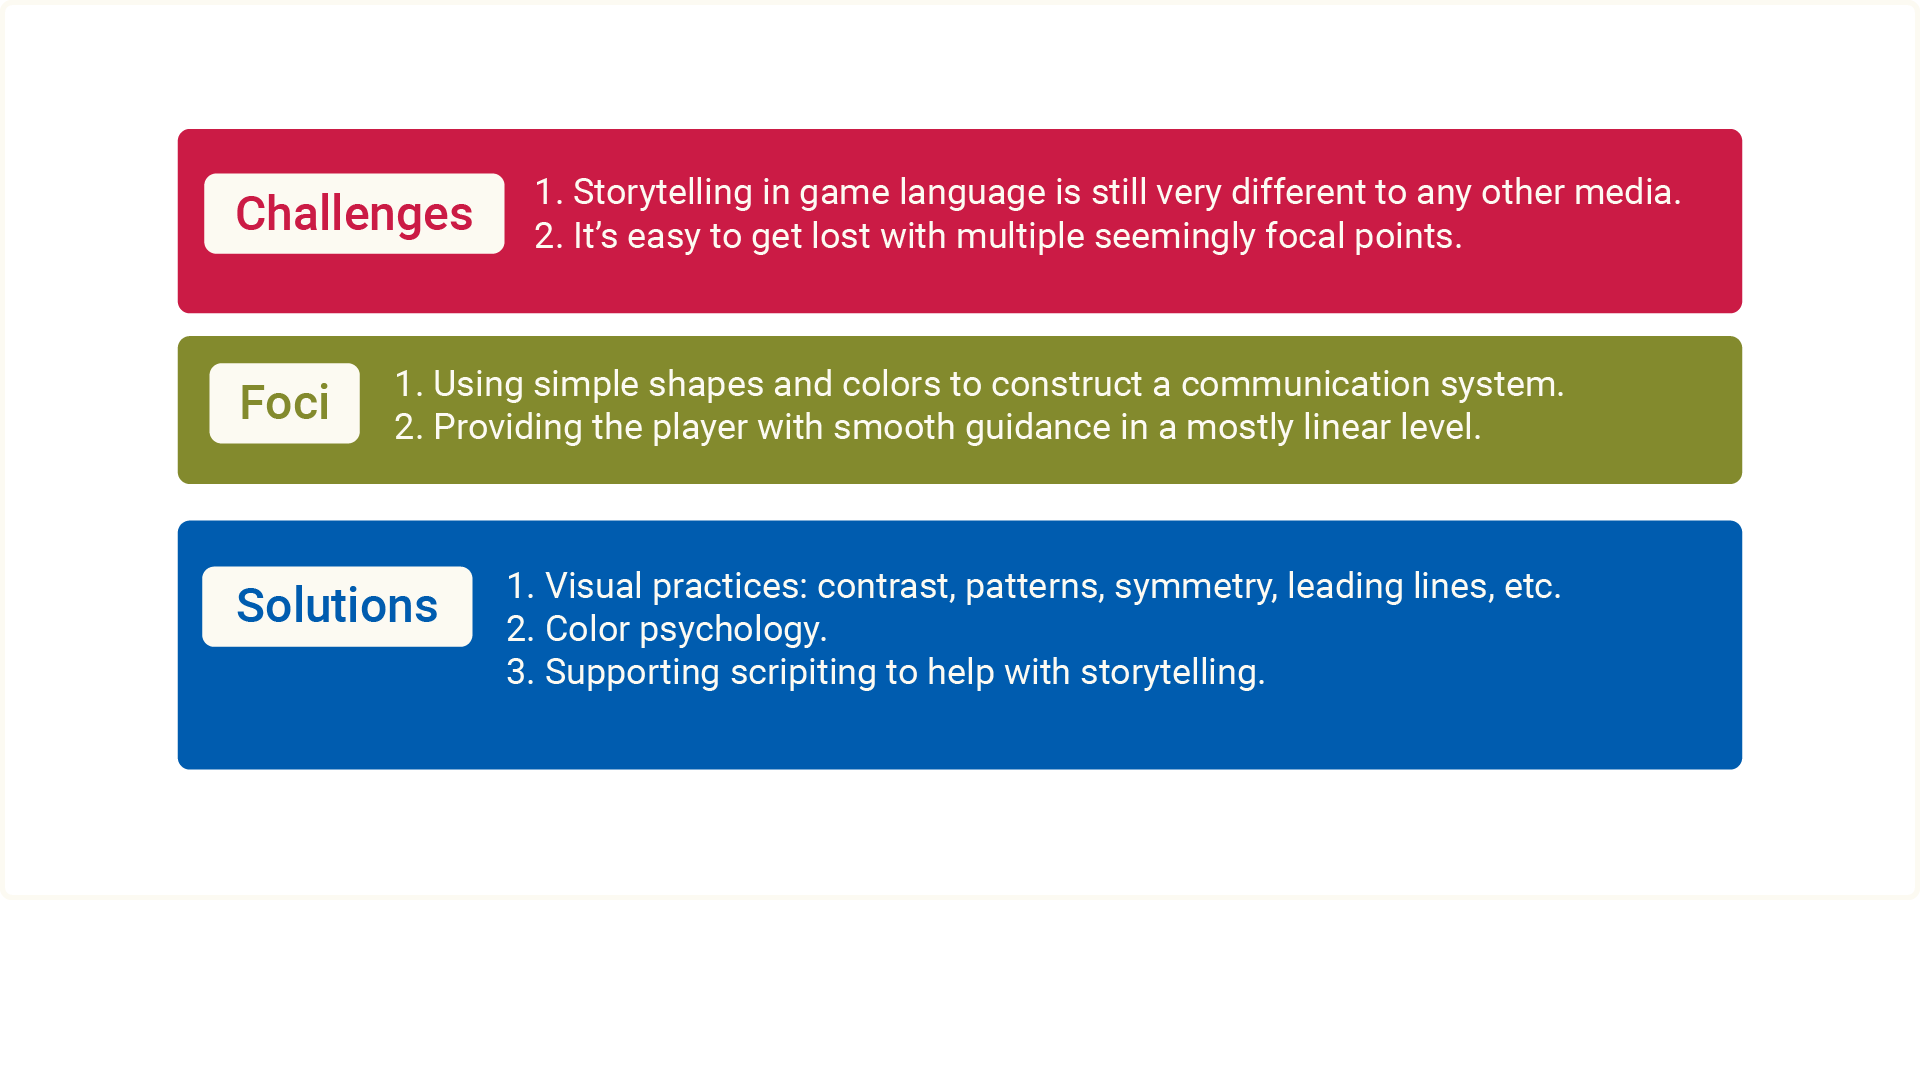 Challenges
1. Storytelling in game language is still very different to any other media.
2. It’s easy to get lost with multiple seemingly focal points.
Foci
1. Using simple shapes and colors to construct a communication system.
2. Providing the player with smooth guidance in a mostly linear level.
Solutions
1. Visual practices: contrast, patterns, symmetry, leading lines, etc.
2. Color psychology.
3. Supporting scripiting to help with storytelling.